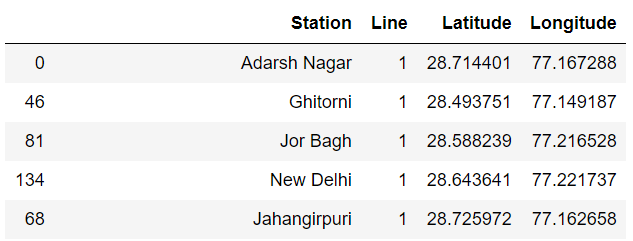 Station Line Latitude Longitude
0 Adarsh Nagar 1 28.714401 77.167288
46 Ghitorni 1 28.493751 77.149187
81 Jor Bagh 1 28.588239 77.216528
134 New Delhi 1 28.643641 77.221737
68 Jahangirpuri 1 28.725972 77.162658